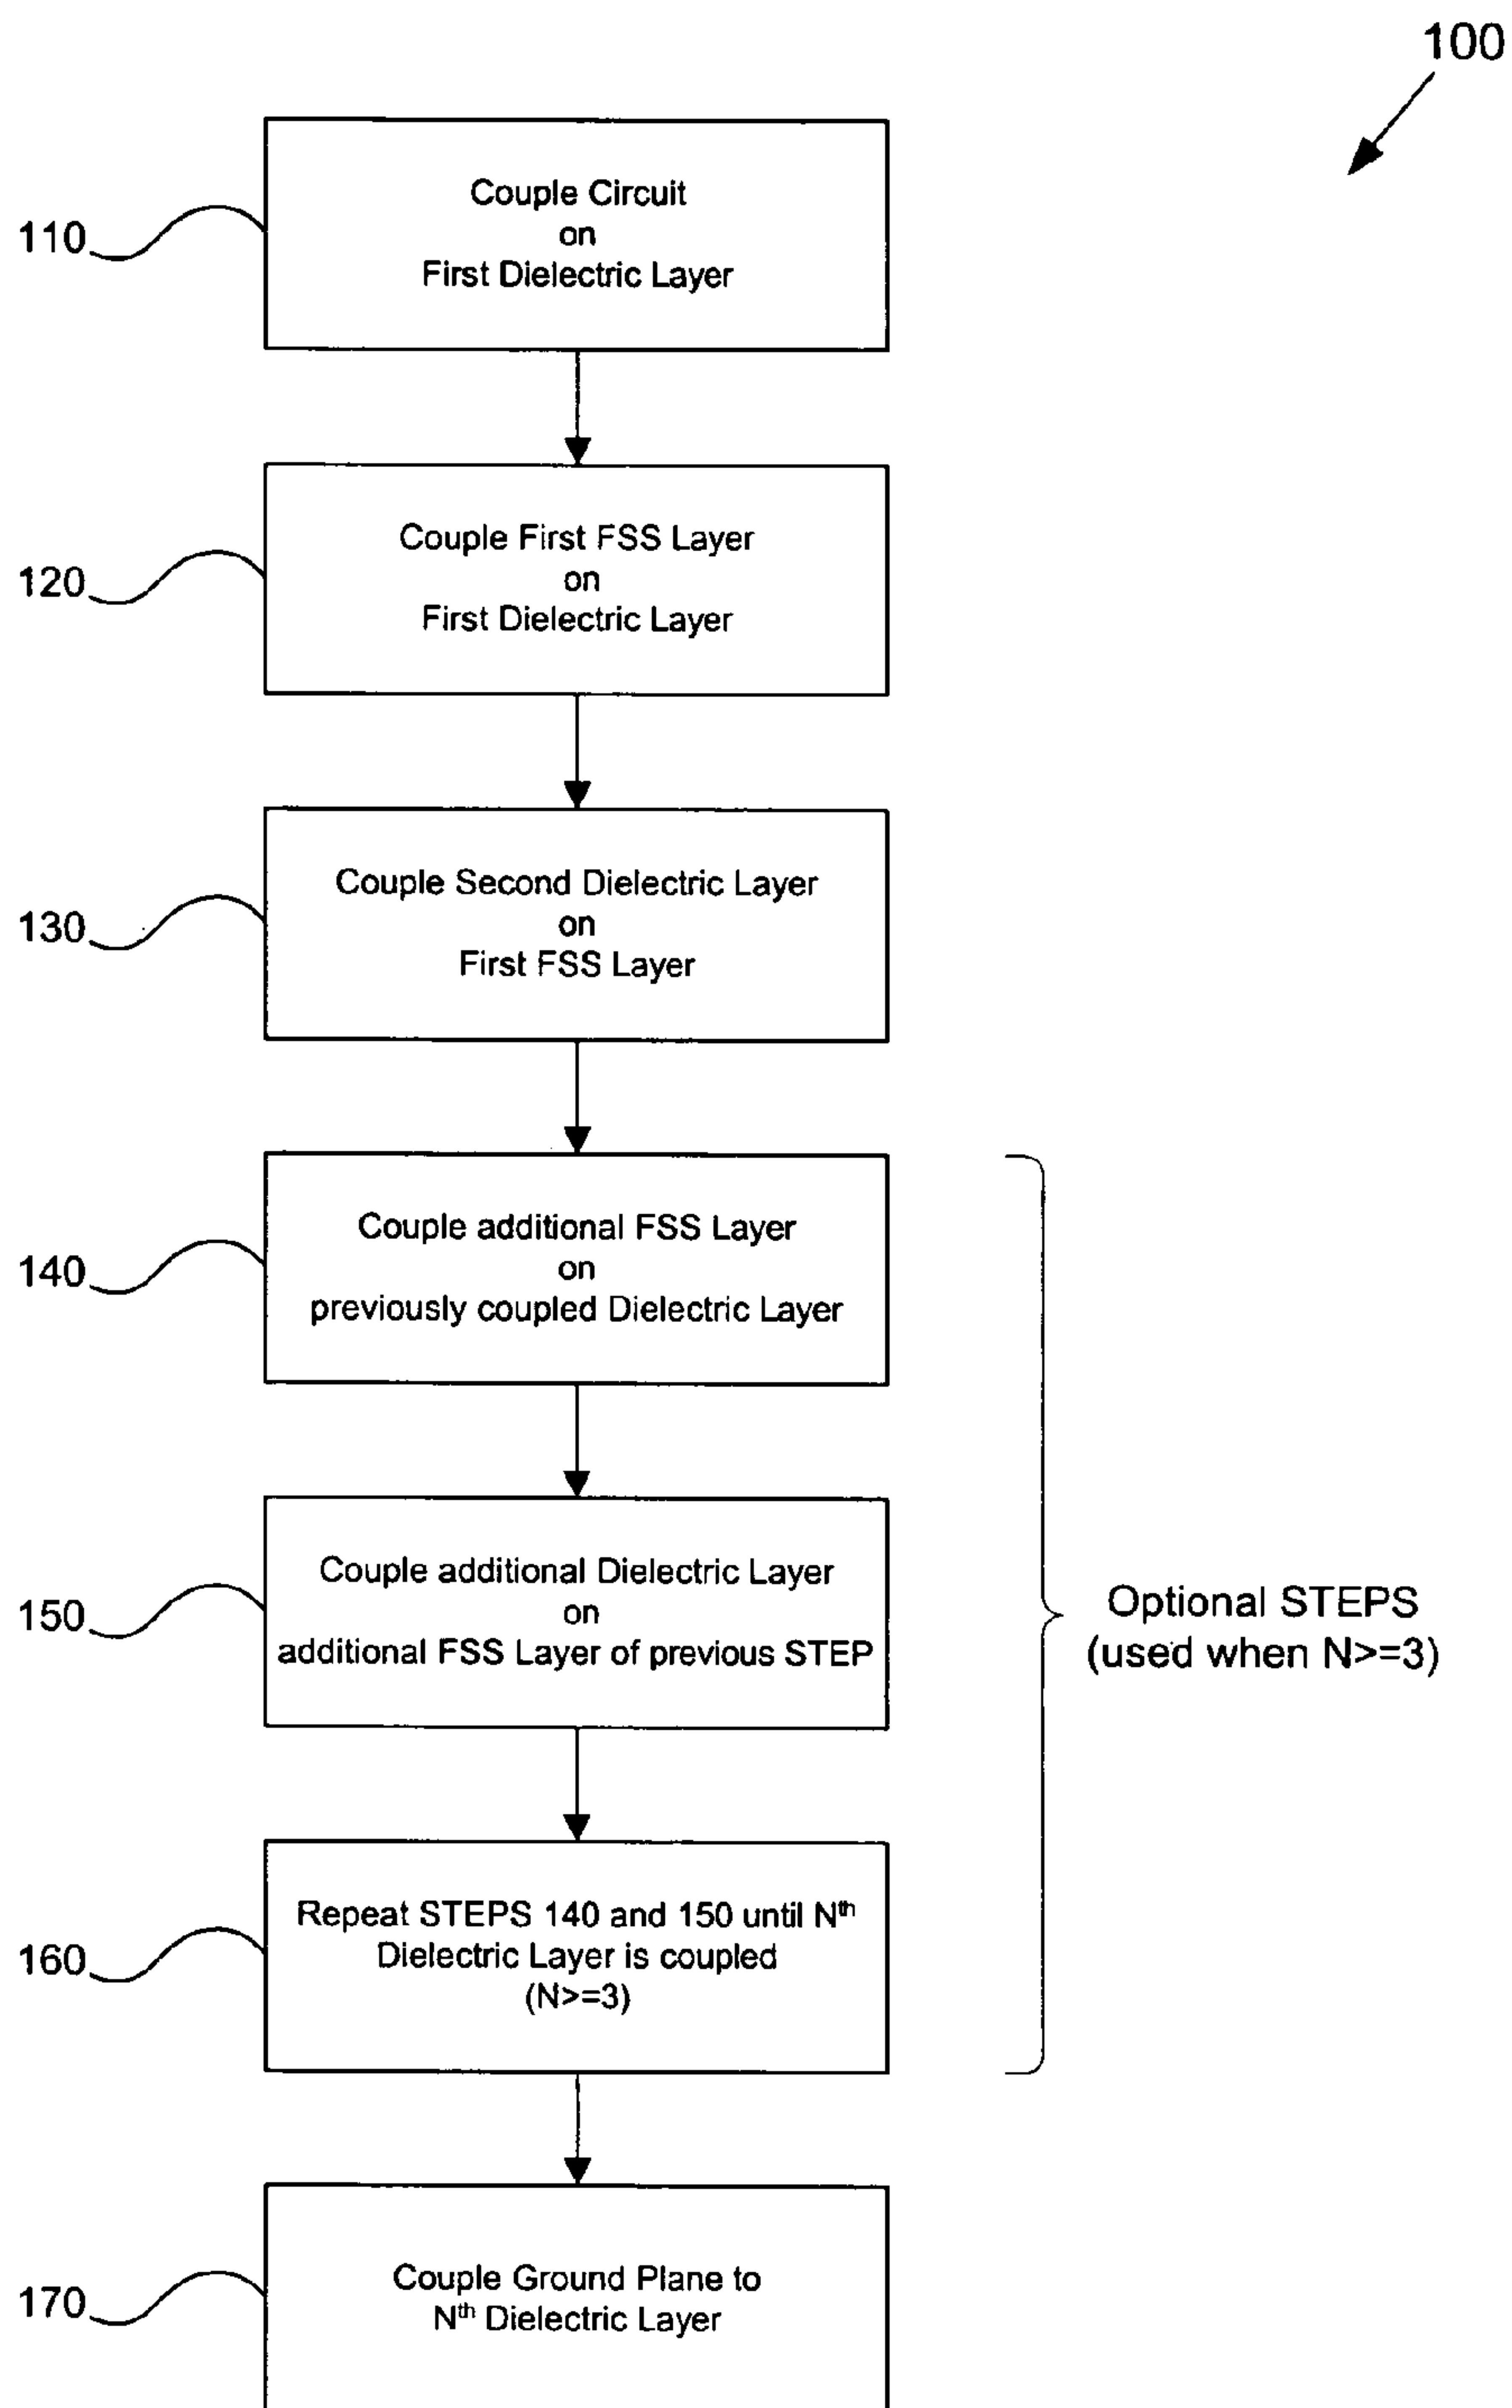 100
110
Couple Circuit
on
First Dielectric Layer
120
Couple First FSS Layer
on
First Dielectric Layer
130
Couple Second Dielectric Layer
on
First FSS Layer
140
Couple additional FSS Layer
on
previously coupled Dielectric Layer
150
Couple additional Dielectric Layer
on
additional FSS Layer of previous STEP
Optional STEPS
(used when N>=3)
160
Repeat STEPS 140 and 150 until Nth
Dielectric Layer is coupled
(N>=3)
170
Couple Ground Plane to
Nth Dielectric Layer